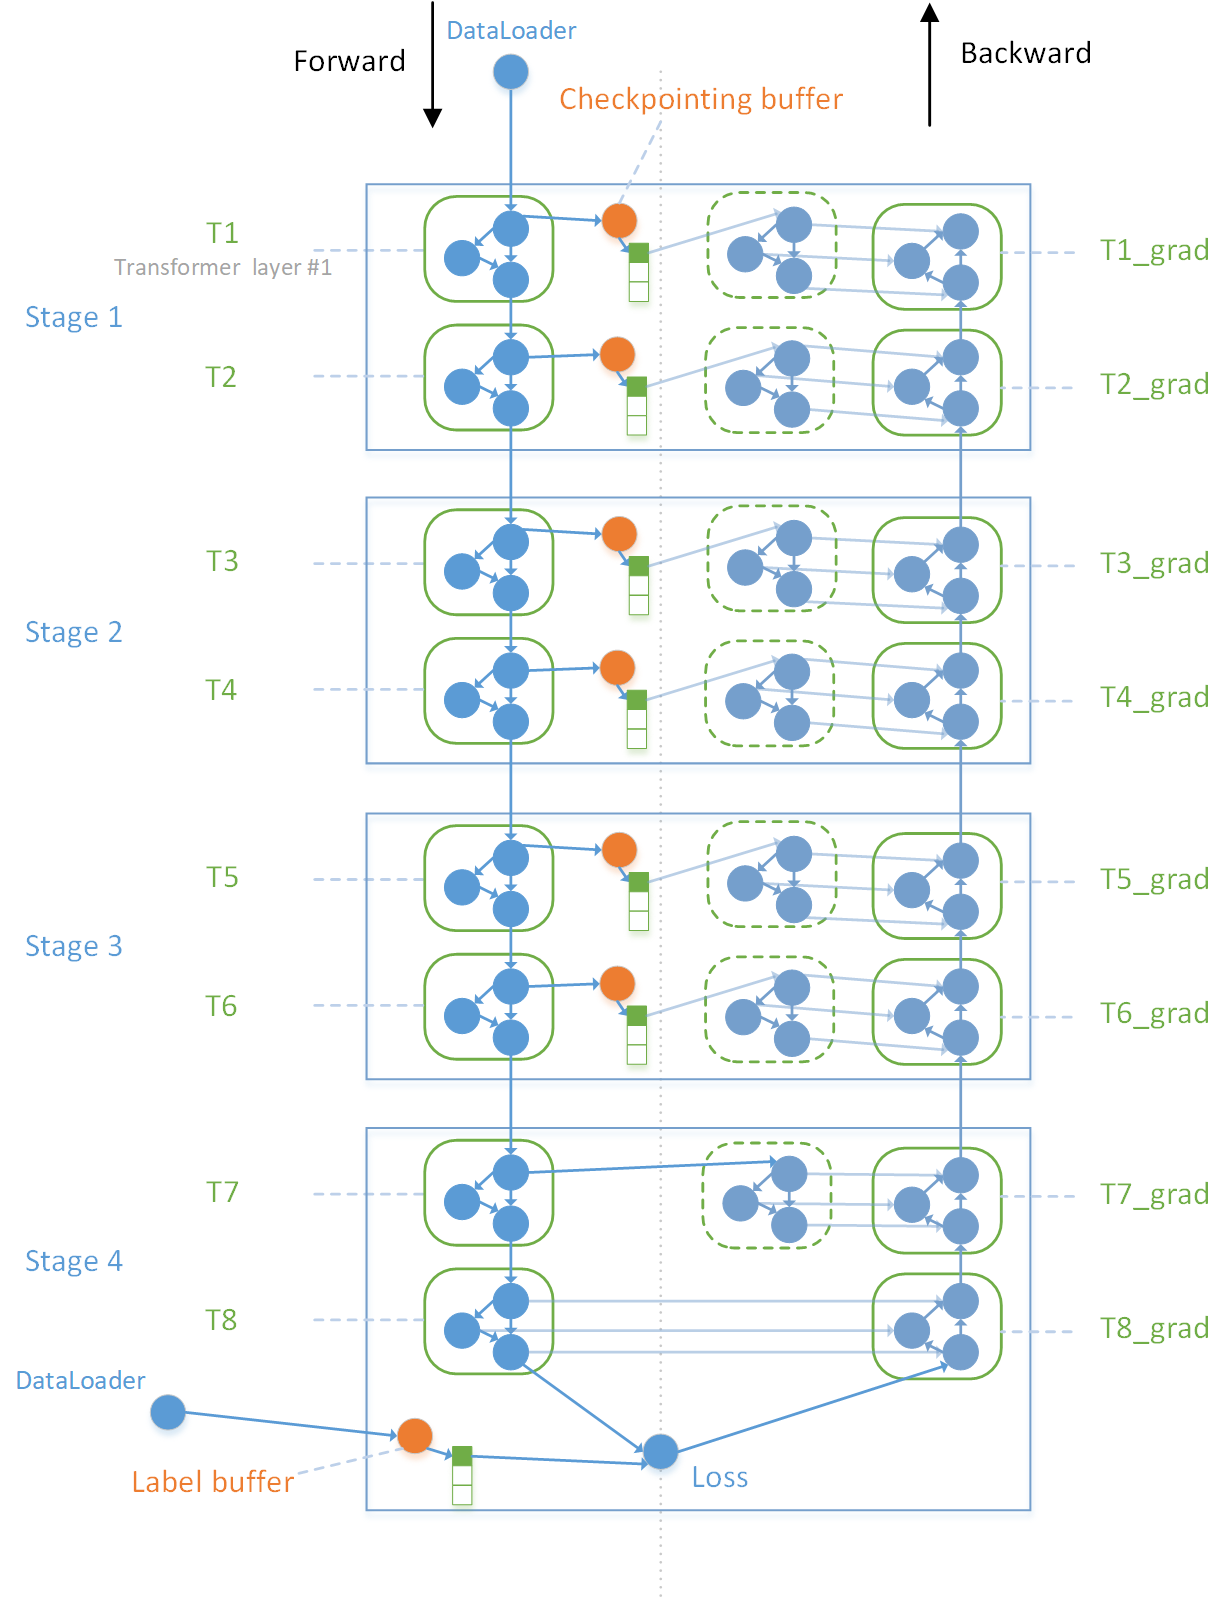 DataLoader
Forward
Backward
Checkpointing buffer
T1
Transformer layer #1
T1_grad
Stage 1
T2
T2_grad
T3
T3_grad
Stage 2
T4
T4_grad
T5
T5_grad
Stage 3
T6
T6_grad
T7
T7_grad
Stage 4
T8
T8_grad
DataLoader
Label buffer
Loss